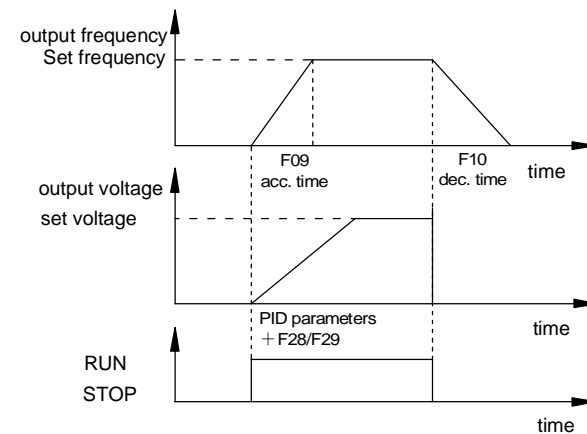 output frequency
Set frequency
F09
acc. time
F10
dec. time
time
output voltage
set voltage
PID parameters
+F28/F29
time
RUN
STOP
time